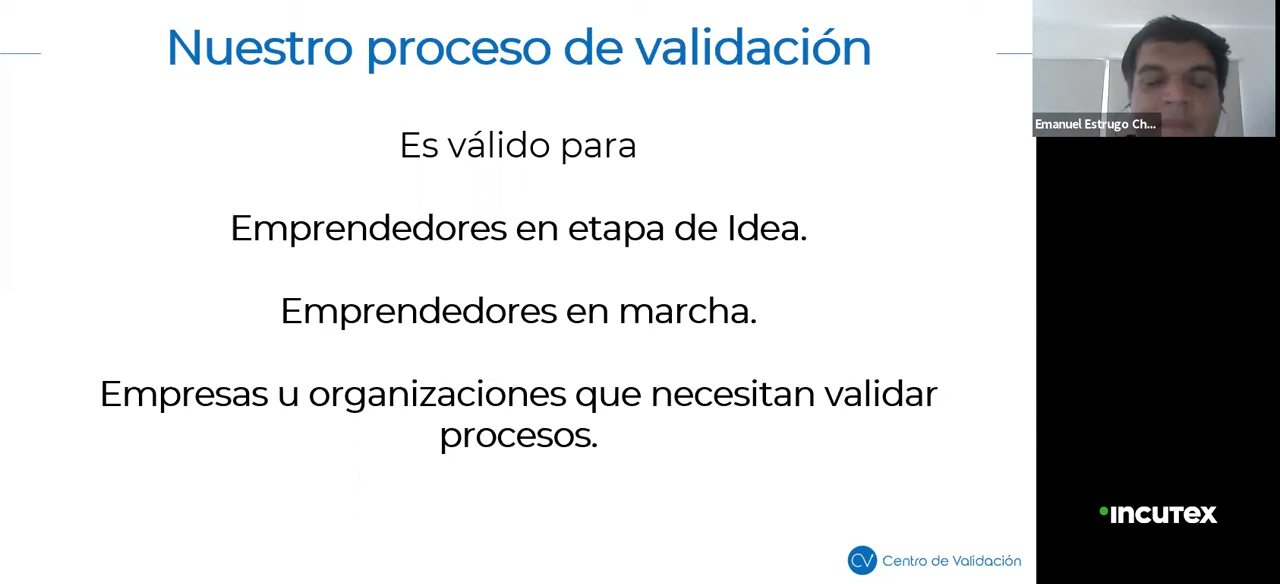 Nuestro proceso de validación
Es válido para
Emprendedores en etapa de Idea.
Emprendedores en marcha.
Empresas u organizaciones que necesitan validar
procesos.
CV Centro de Validación
Emanuel Estrugo Ch...
INCUTEX